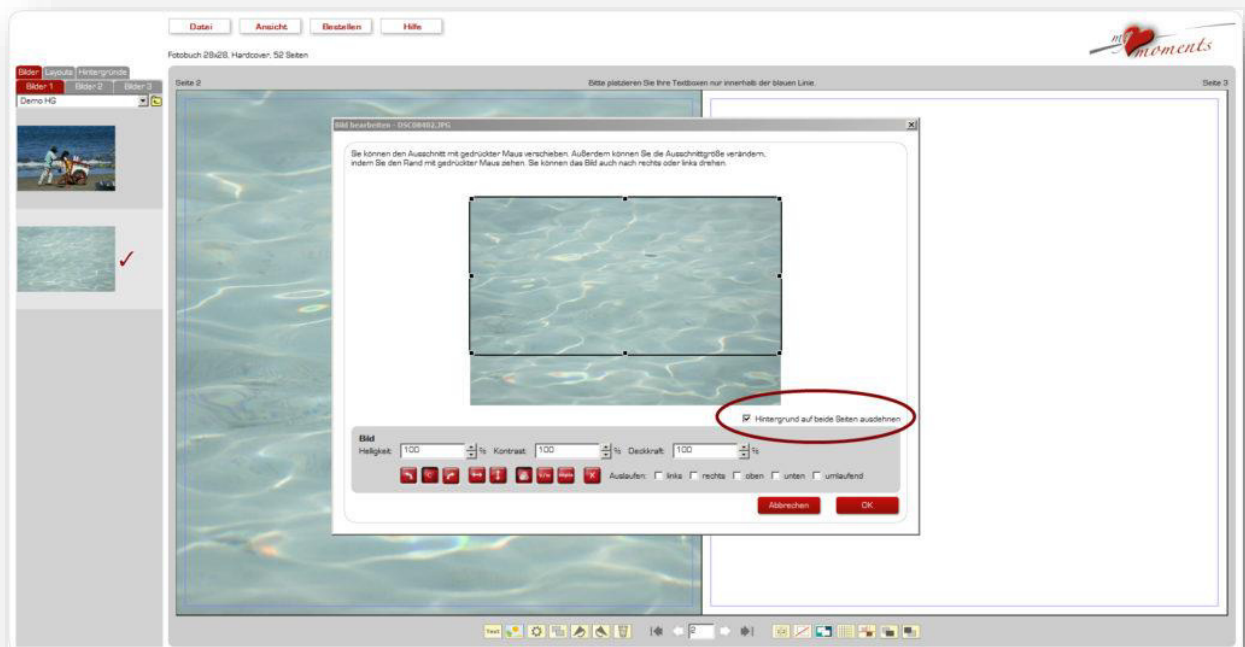 Datei Ansicht Bestellen Hilfe
my moments
Fotobuch 28x28, Hardcover, 52 Seiten
Bilder Layouts Hintergründe
Bilder 1 Bilder 2 Bilder 3
Demo HG
Seite 2 Bitte platzieren Sie Ihre Textboxen nur innerhalb der blauen Linie. Seite 3
Bild bearbeiten - DSC08402.JPG
Sie können den Ausschnitt mit gedrückter Maus verschieben. Außerdem können Sie die Ausschnittgröße verändern,
indem Sie den Rand mit gedrückter Maus ziehen. Sie können das Bild auch nach rechts oder links drehen.
Hintergrund auf beide Seiten ausdehnen
Bild
Helligkeit: 100 % Kontrast: 100 % Deckkraft: 100 %
Auslaufen: links rechts oben unten umlaufend
Abbrechen OK
Text 2